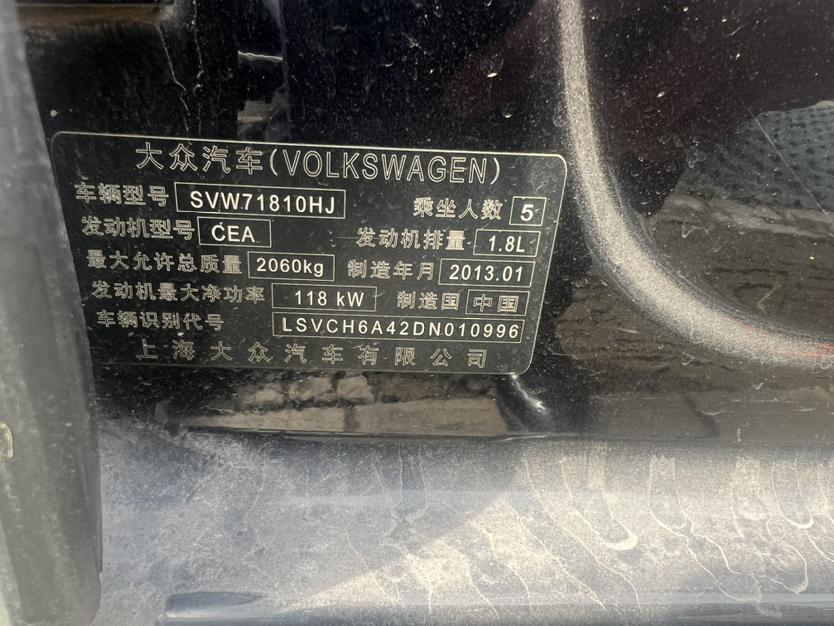 大众汽车(VOLKSWAGEN)
车辆型号 SVW71810HJ 乘坐人数 5
发动机型号 CEA 发动机排量 1.8L
最大允许总质量 2060kg 制造年月 2013.01
发动机最大净功率 118 kW 制造国 中国
车辆识别代号 LSVCH6A42DN010996
上海大众汽车有限公司